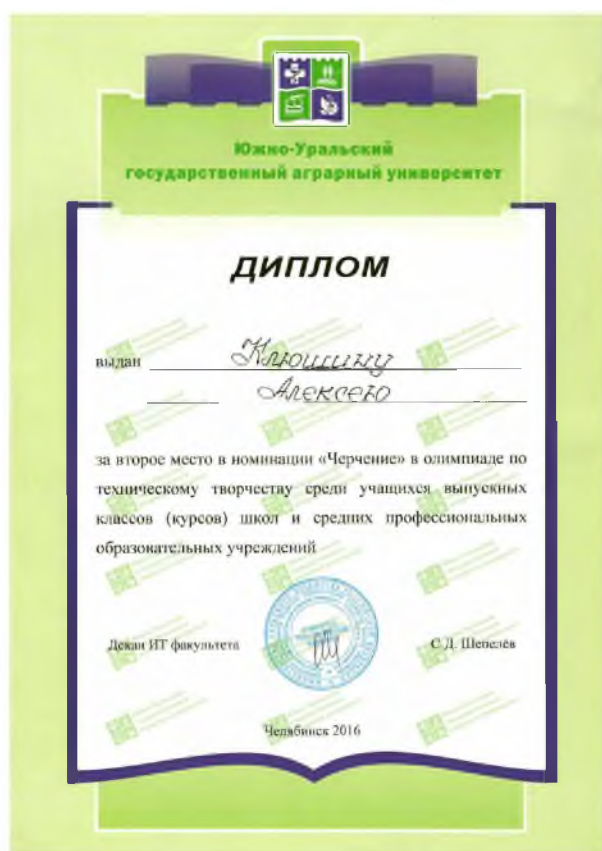 Южно-Уральский
государственный аграрный университет
ДИПЛОМ
выдан Клюшину
Алексею
за второе место в номинации «Черчение» в олимпиаде по
техническому творчеству среди учащихся выпускных
классов (курсов) школ и средних профессиональных
образовательных учреждений
Декан ИТ факультета С.Д. Шепелёв
Челябинск 2016